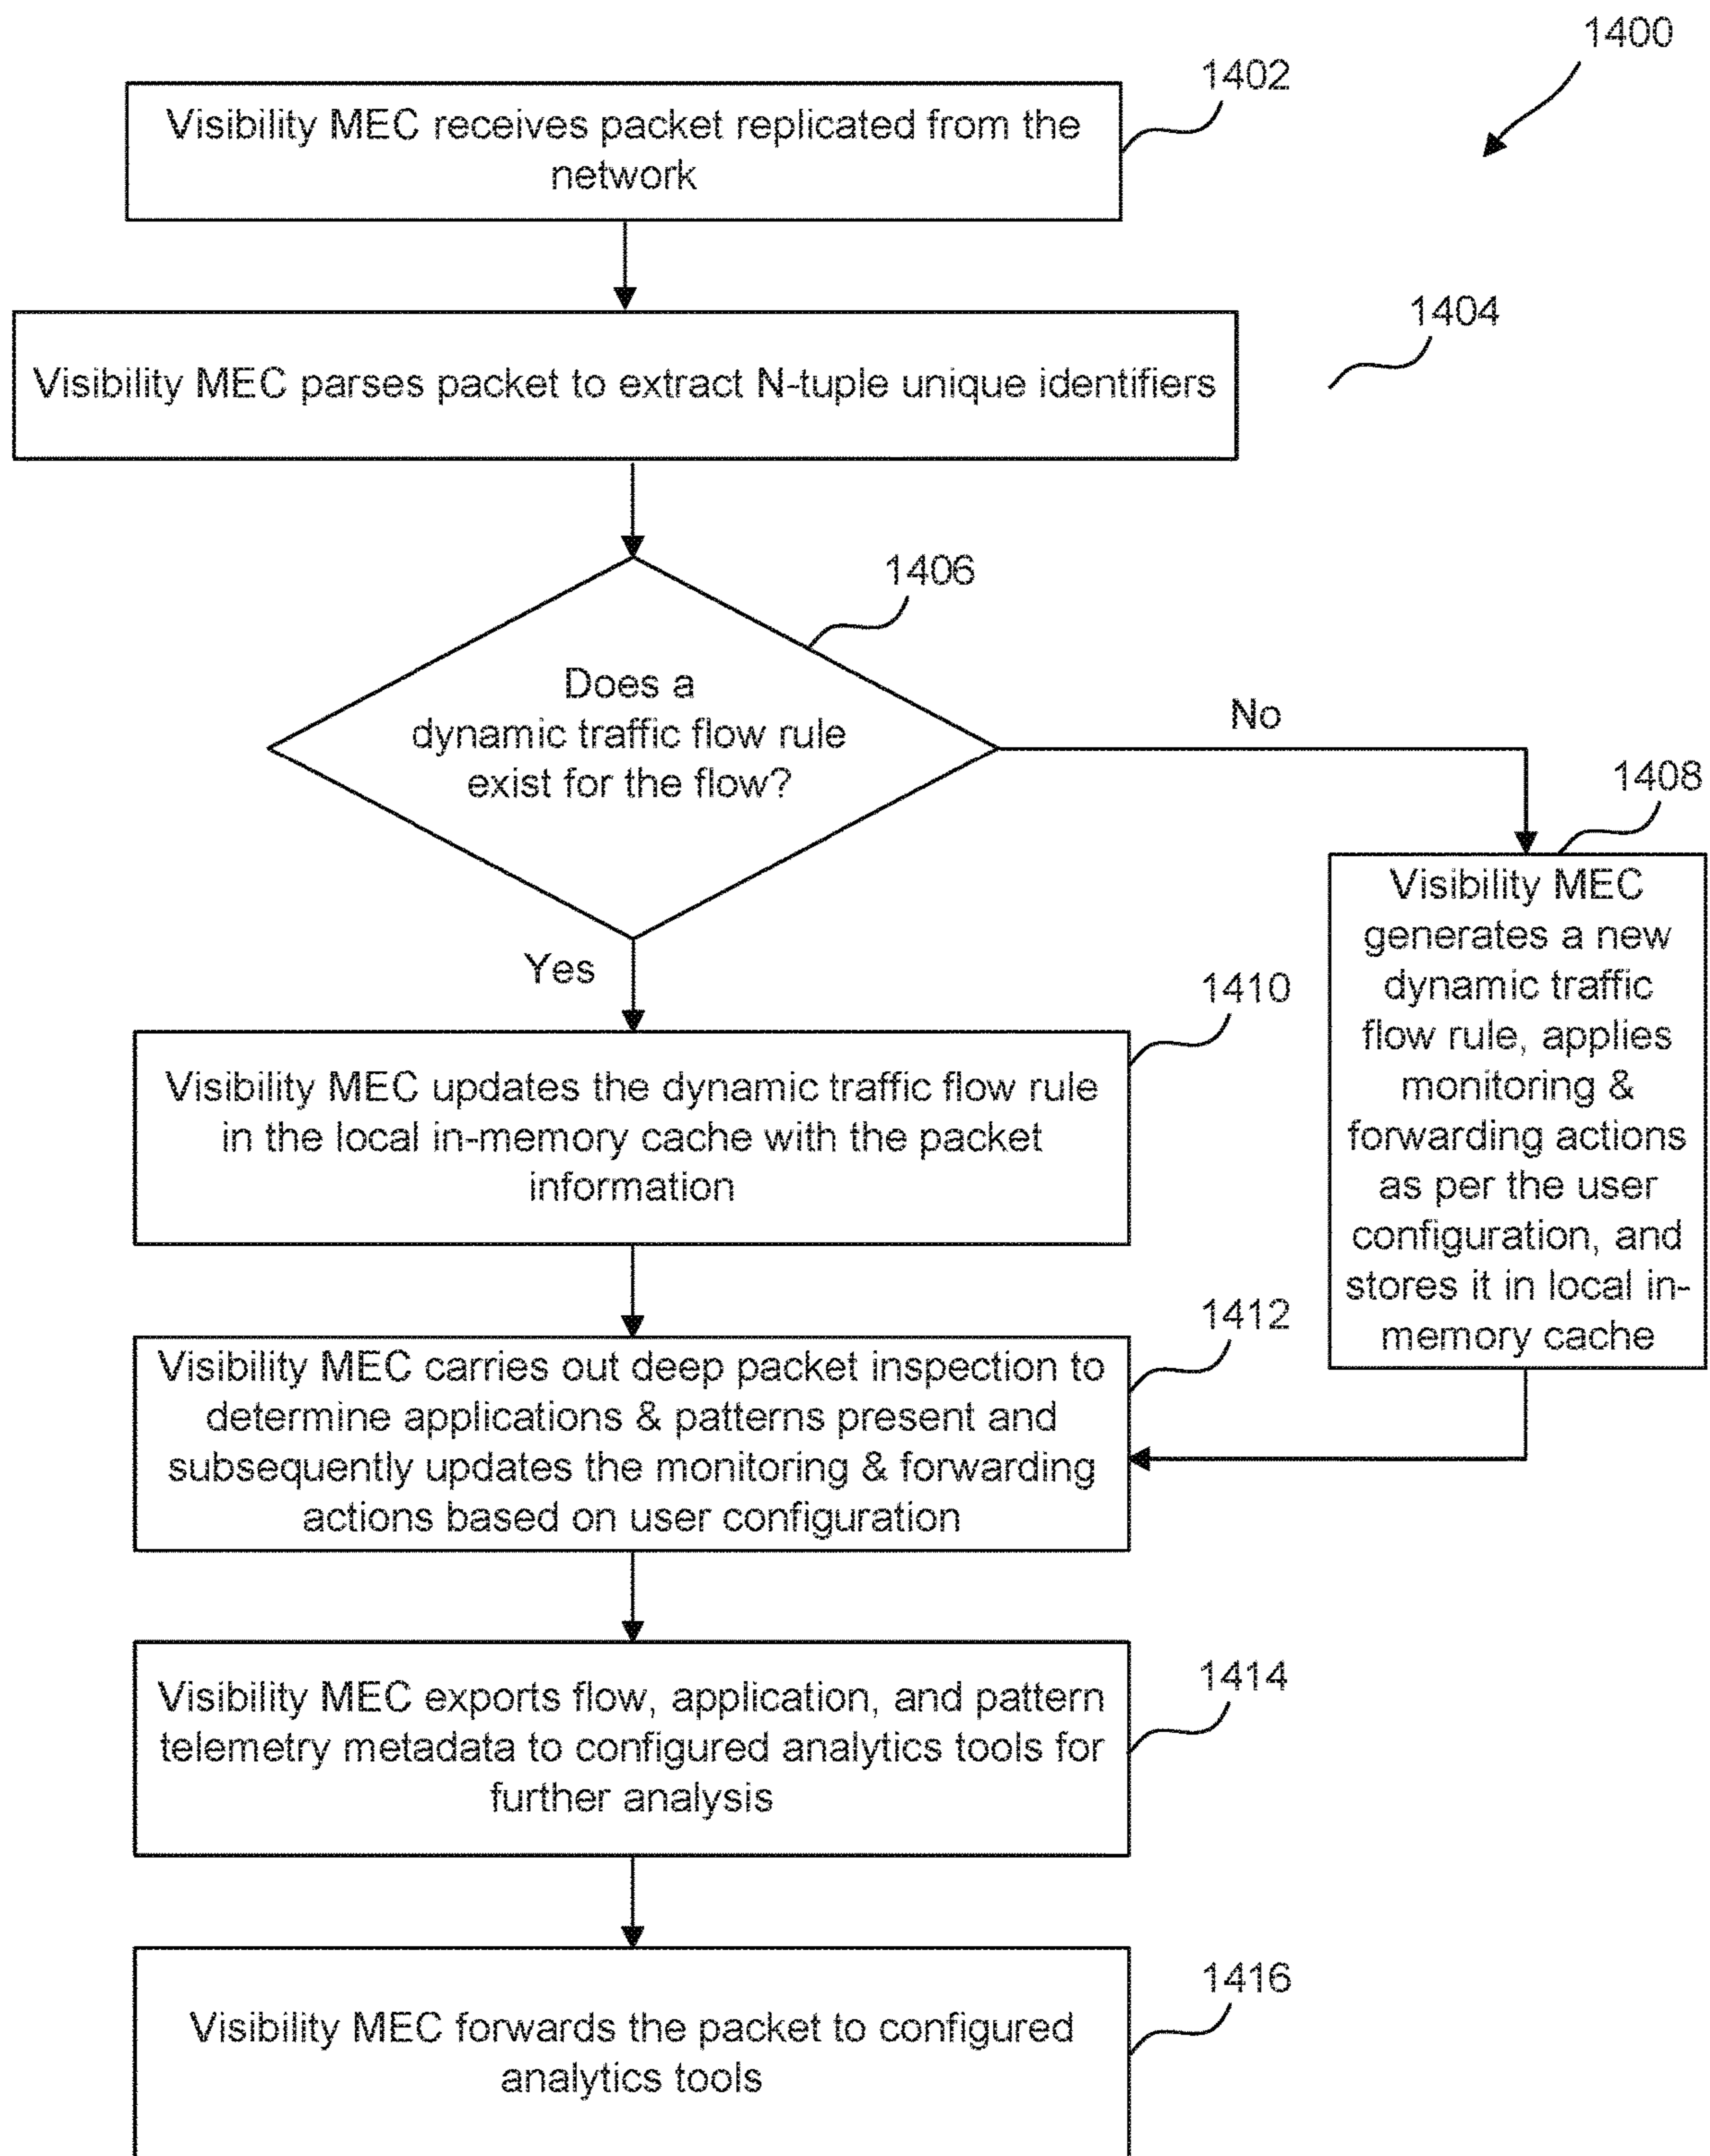 1400
1402
Visibility MEC receives packet replicated from the
network
1404
Visibility MEC parses packet to extract N-tuple unique identifiers
1406
Does a
dynamic traffic flow rule
exist for the flow?
No
Yes
1408
Visibility MEC
generates a new
dynamic traffic
flow rule, applies
monitoring &
forwarding actions
as per the user
configuration, and
stores it in local in-
memory cache
1410
Visibility MEC updates the dynamic traffic flow rule
in the local in-memory cache with the packet
information
1412
Visibility MEC carries out deep packet inspection to
determine applications & patterns present and
subsequently updates the monitoring & forwarding
actions based on user configuration
1414
Visibility MEC exports flow, application, and pattern
telemetry metadata to configured analytics tools for
further analysis
1416
Visibility MEC forwards the packet to configured
analytics tools